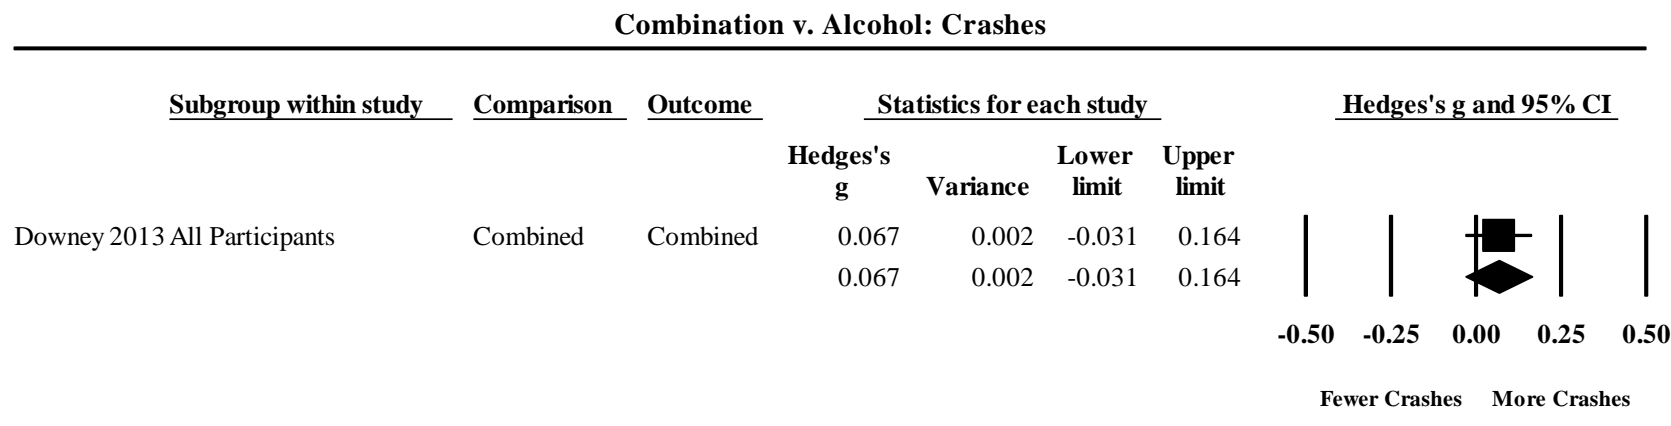 Combination v. Alcohol: Crashes
Subgroup within study Comparison Outcome Statistics for each study Hedges's g and 95% CI
Hedges's Lower Upper
g Variance limit limit
Downey 2013 All Participants Combined Combined 0.067 0.002 -0.031 0.164
0.067 0.002 -0.031 0.164
-0.50 -0.25 0.00 0.25 0.50
Fewer Crashes More Crashes